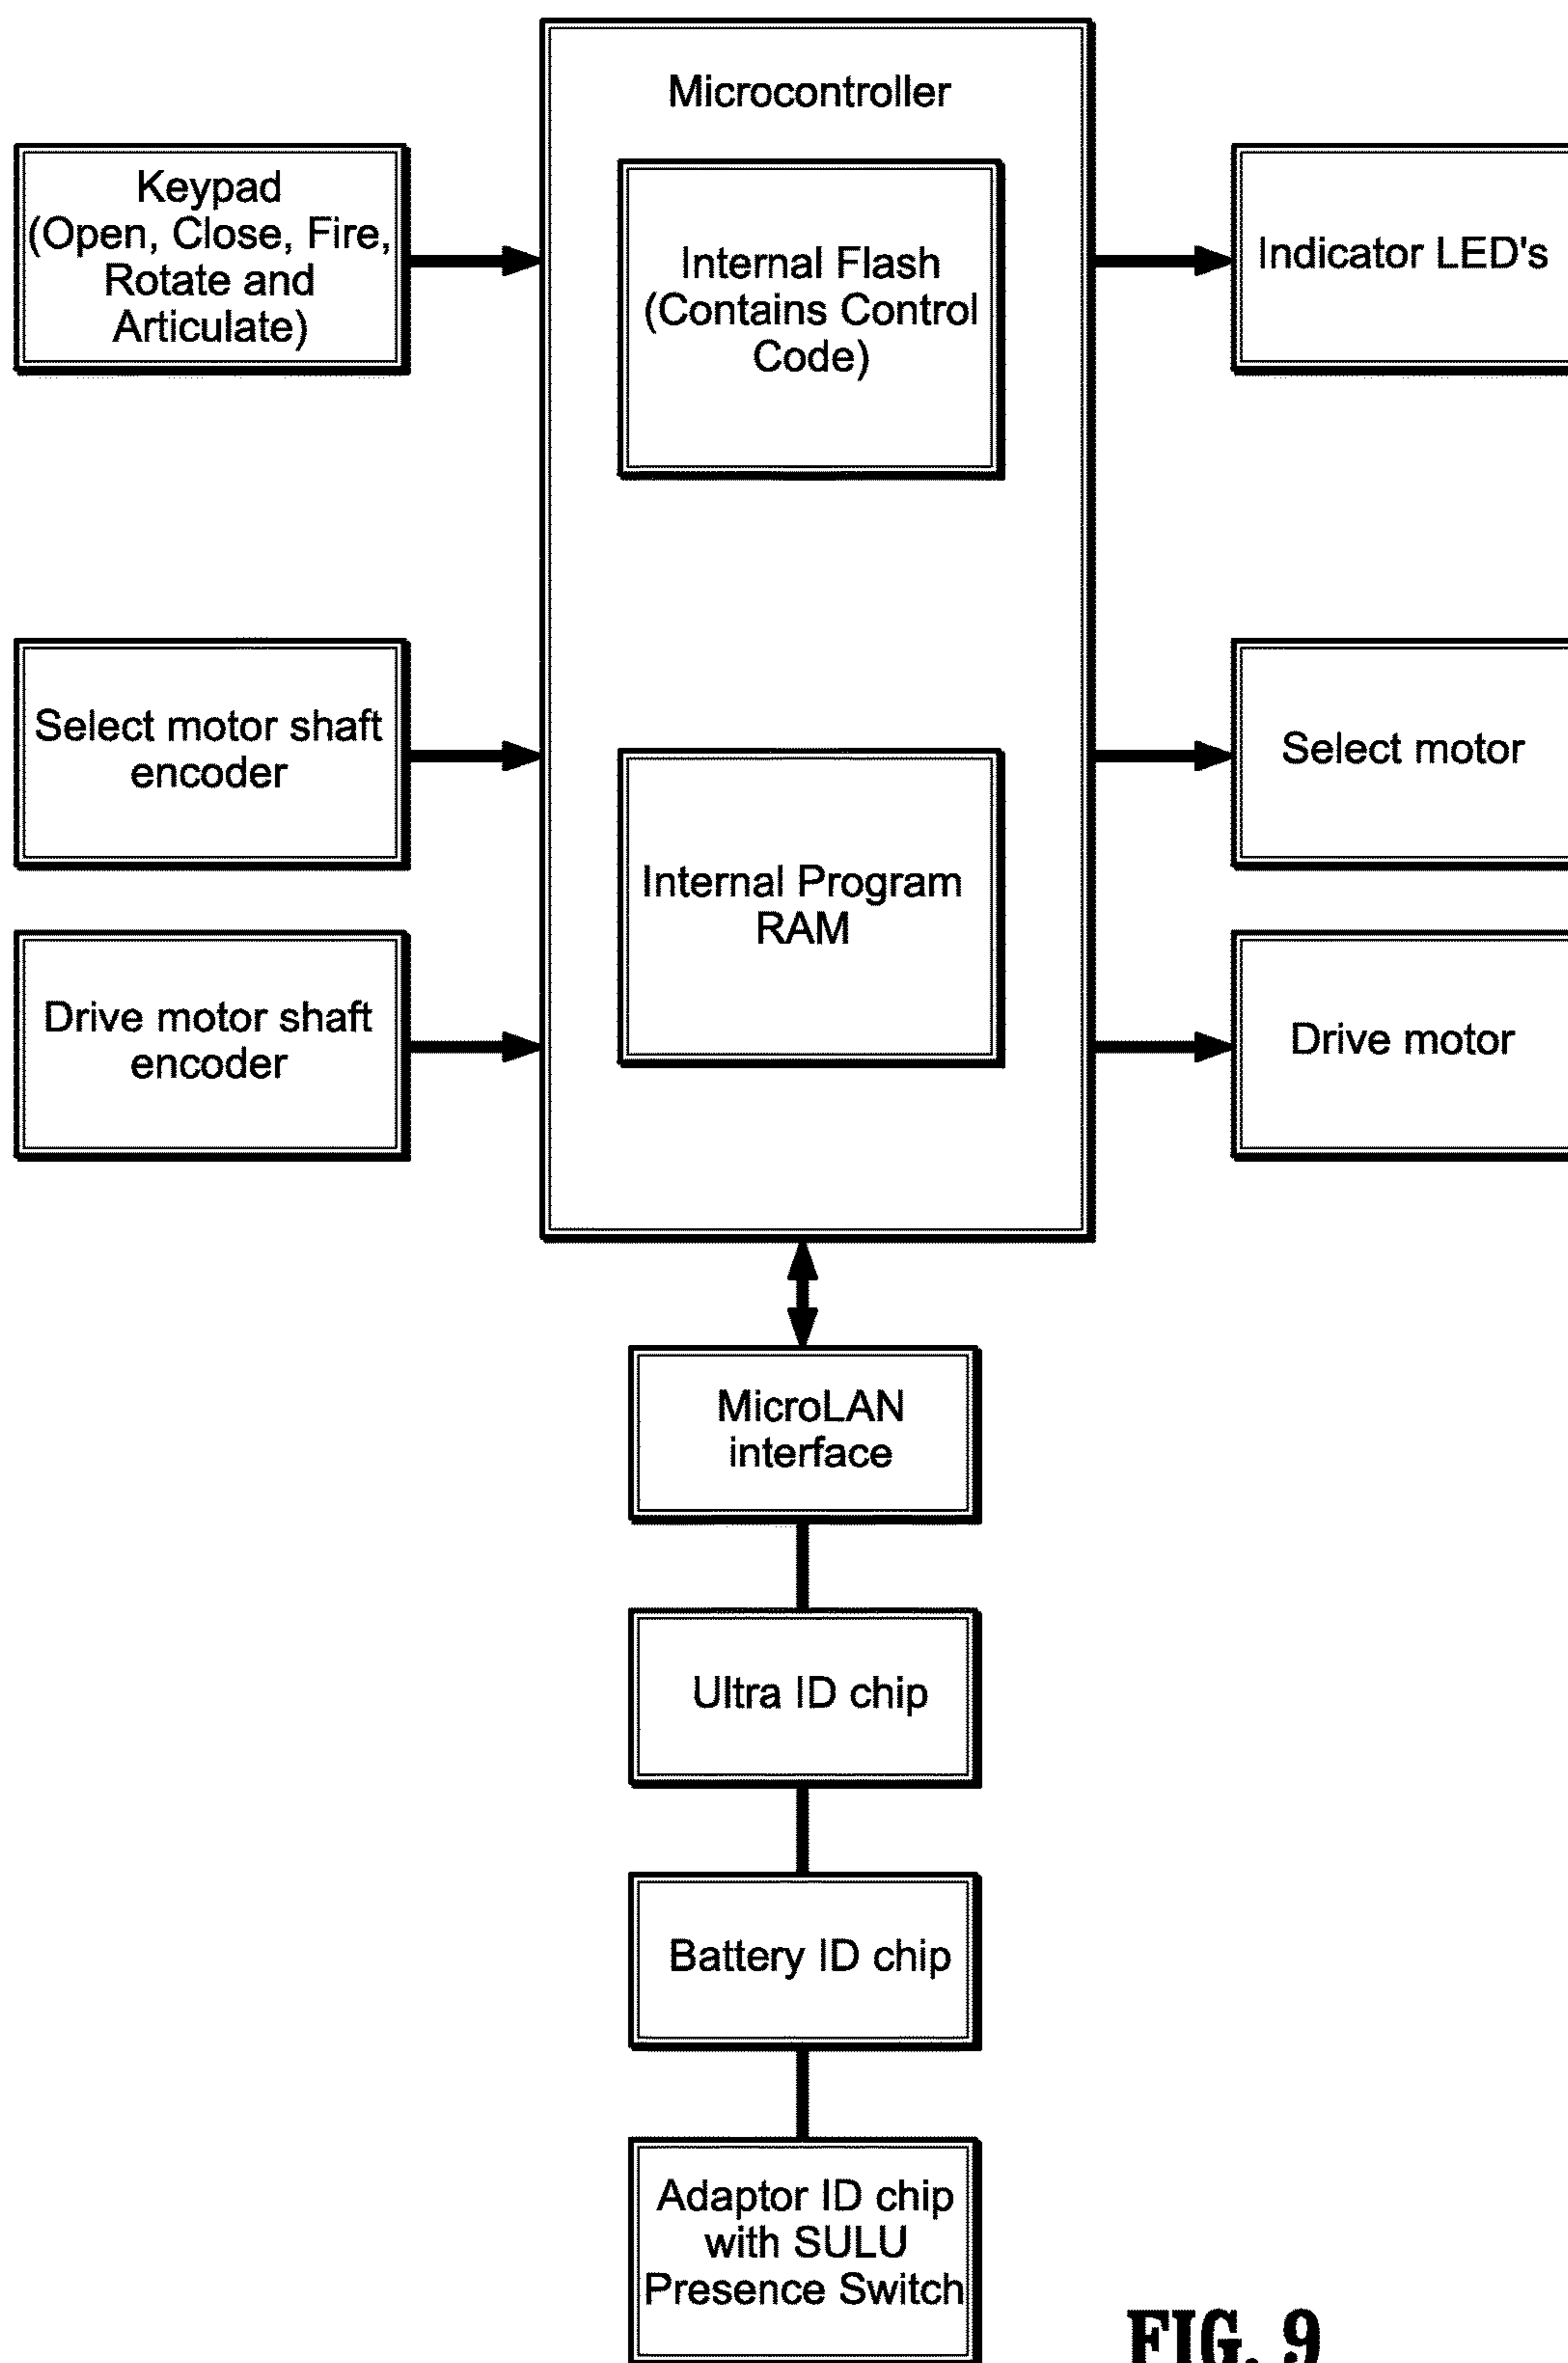 Microcontroller
Keypad
(Open, Close, Fire,
Rotate and
Articulate)
Internal Flash
(Contains Control
Code)
Indicator LED's
Select motor shaft
encoder
Select motor
Internal Program
RAM
Drive motor shaft
encoder
Drive motor
MicroLAN
interface
Ultra ID chip
Battery ID chip
Adaptor ID chip
with SULU
Presence Switch
FIG. 9